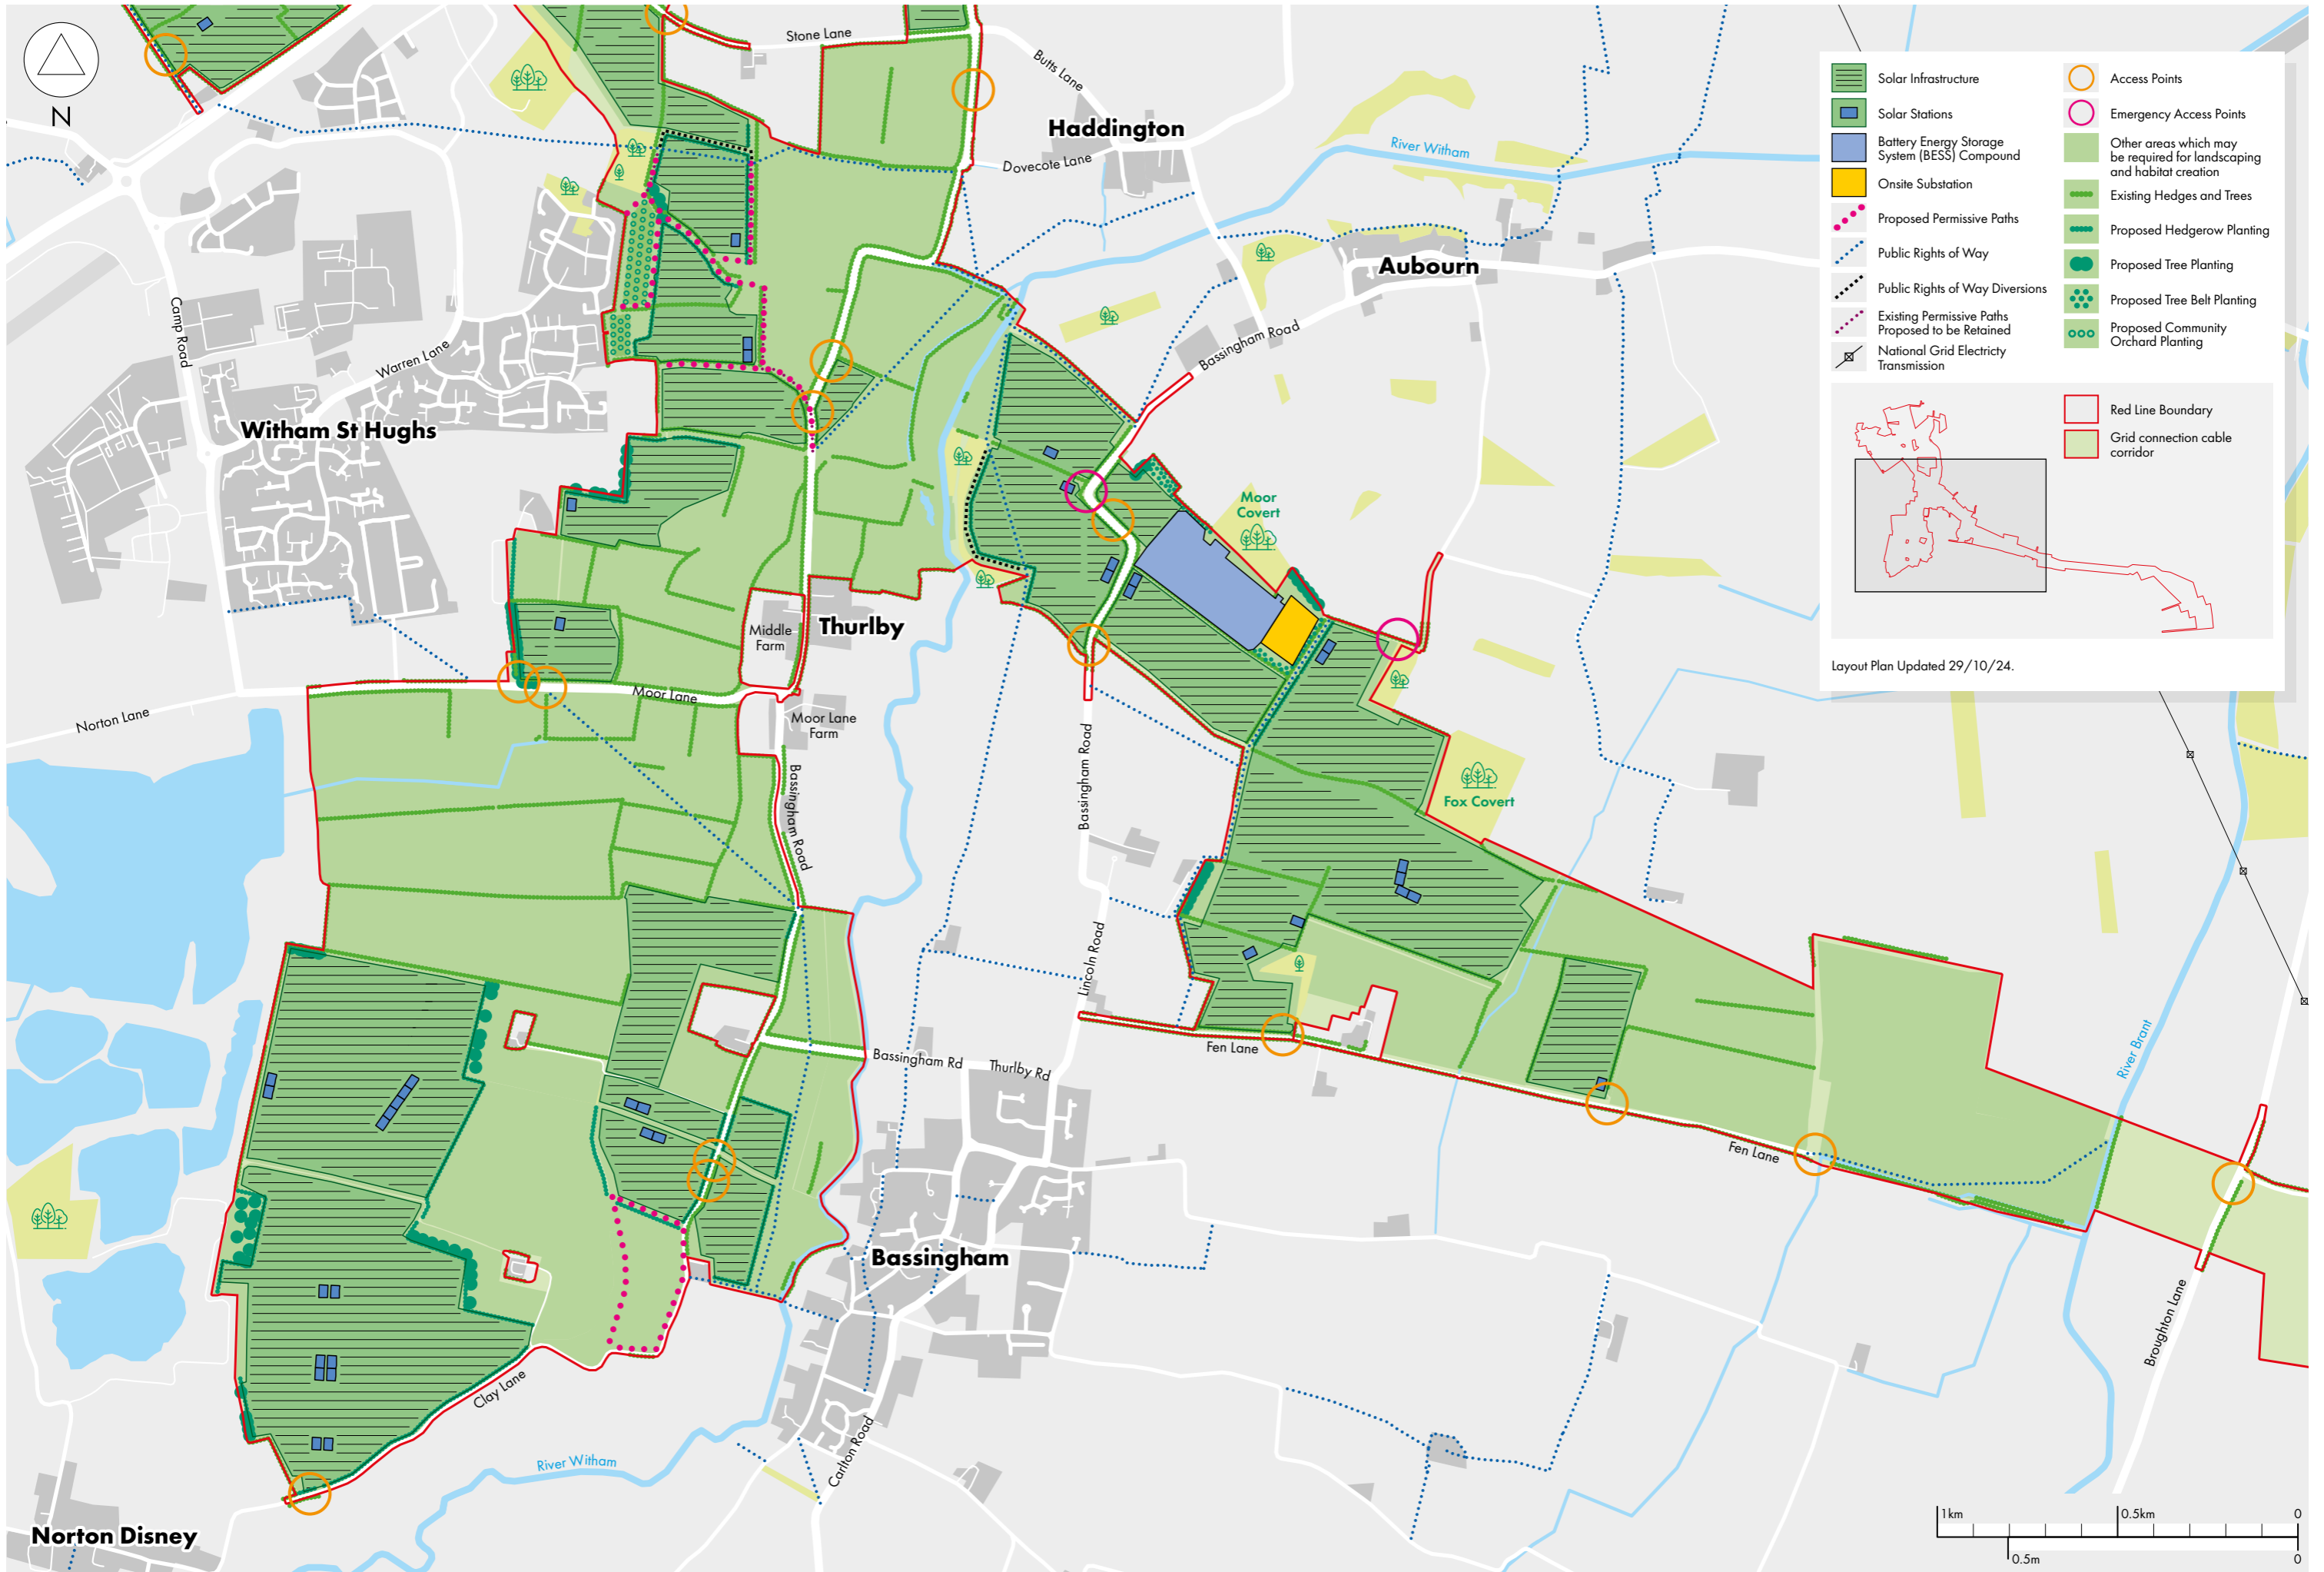 N
Stone Lane
Butts Lane
Haddington
Dovecote Lane
River Witham
Aubourn
Camp Road
Warren Lane
Bassingham Road
Witham St Hughs
Moor
Covert
Middle
Farm
Thurlby
Moor Lane
Norton Lane
Moor Lane
Farm
Bassingham Road
Bassingham Road
Fox Covert
Lincoln Road
Bassingham Rd
Thurlby Rd
Fen Lane
River Brant
Fen Lane
Bassingham
Broughton Lane
Clay Lane
Carlton Road
River Witham
Norton Disney
Solar Infrastructure
Solar Stations
Battery Energy Storage
System (BESS) Compound
Onsite Substation
Proposed Permissive Paths
Public Rights of Way
Public Rights of Way Diversions
Existing Permissive Paths
Proposed to be Retained
National Grid Electricty
Transmission
Access Points
Emergency Access Points
Other areas which may
be required for landscaping
and habitat creation
Existing Hedges and Trees
Proposed Hedgerow Planting
Proposed Tree Planting
Proposed Tree Belt Planting
Proposed Community
Orchard Planting
Red Line Boundary
Grid connection cable
corridor
Layout Plan Updated 29/10/24.
1km 0.5km 0
0.5m 0